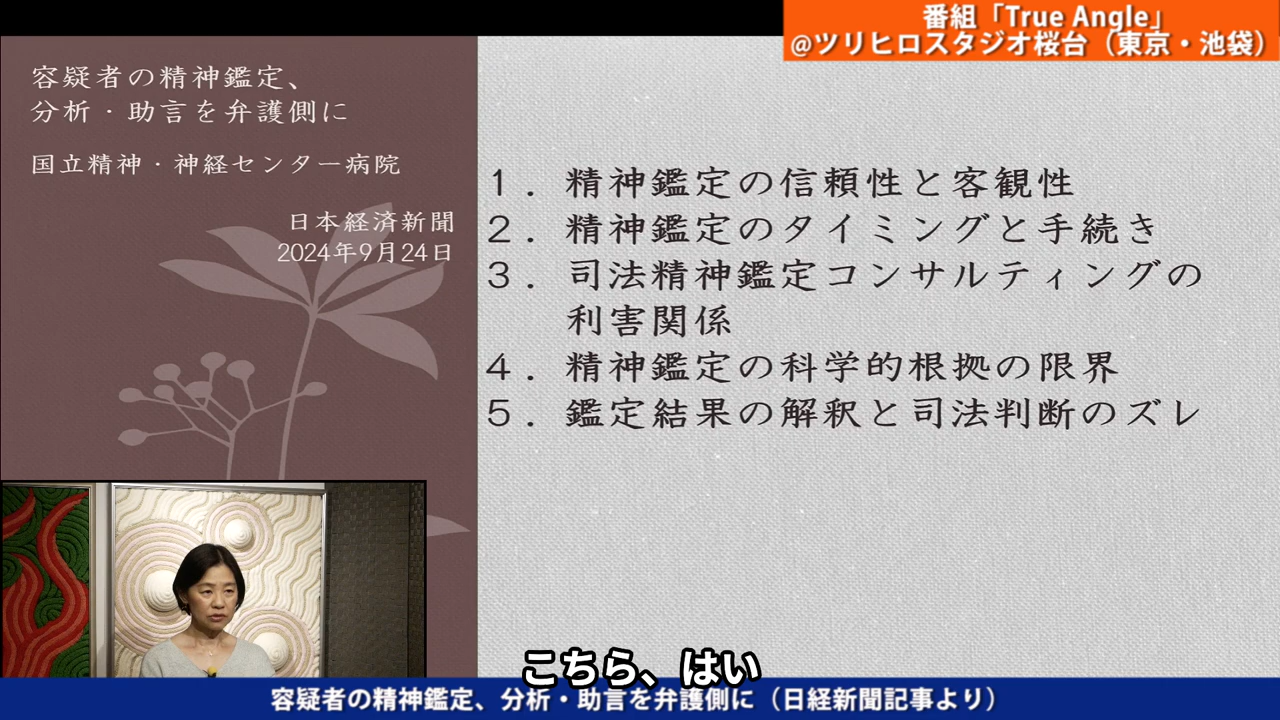 番組「True Angle」
@ツリヒロスタジオ桜台（東京・池袋）
容疑者の精神鑑定、
分析・助言を弁護側に
国立精神・神経センター病院
日本経済新聞
2024年9月24日
1．精神鑑定の信頼性と客観性
2．精神鑑定のタイミングと手続き
3．司法精神鑑定コンサルティングの
利害関係
4．精神鑑定の科学的根拠の限界
5．鑑定結果の解釈と司法判断のズレ
こちら、はい
容疑者の精神鑑定、分析・助言を弁護側に（日経新聞記事より）